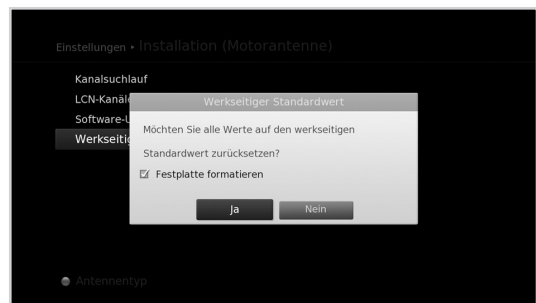 Einstellungen • Installation (Motorantenne)
Kanalsuchlauf
LCN-Kanäl
Software-U
Werkseitig
Werkseitiger Standardwert
Möchten Sie alle Werte auf den werkseitigen
Standardwert zurücksetzen?
Festplatte formatieren
Ja Nein
Antennentyp